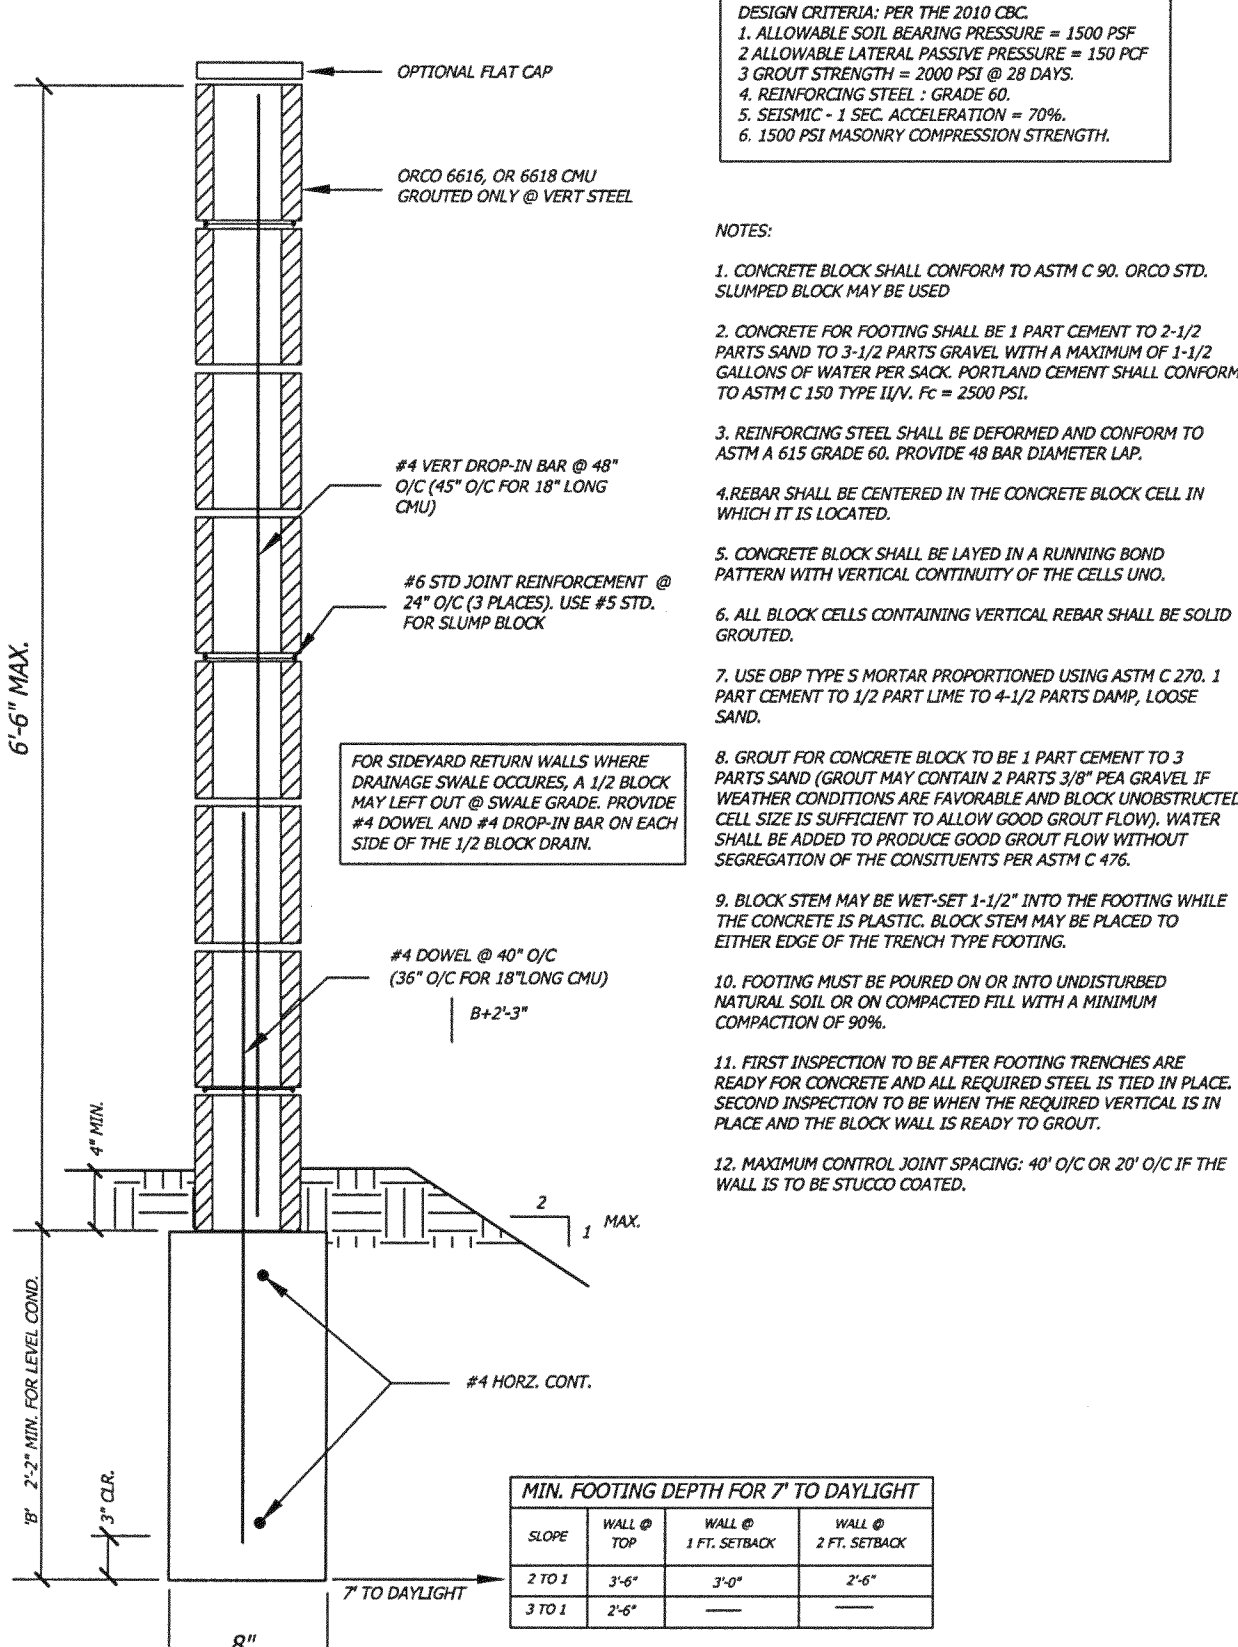 DESIGN CRITERIA: PER THE 2010 CBC.
1. ALLOWABLE SOIL BEARING PRESSURE = 1500 PSF
2 ALLOWABLE LATERAL PASSIVE PRESSURE = 150 PCF
3 GROUT STRENGTH = 2000 PSI @ 28 DAYS.
4. REINFORCING STEEL : GRADE 60.
5. SEISMIC - 1 SEC. ACCELERATION = 70%.
6. 1500 PSI MASONRY COMPRESSION STRENGTH.
OPTIONAL FLAT CAP
ORCO 6616, OR 6618 CMU
GROUTED ONLY @ VERT STEEL
#4 VERT DROP-IN BAR @ 48"
O/C (45" O/C FOR 18" LONG
CMU)
#6 STD JOINT REINFORCEMENT @
24" O/C (3 PLACES). USE #5 STD.
FOR SLUMP BLOCK
6'-6" MAX.
FOR SIDEYARD RETURN WALLS WHERE
DRAINAGE SWALE OCCURES, A 1/2 BLOCK
MAY LEFT OUT @ SWALE GRADE. PROVIDE
#4 DOWEL AND #4 DROP-IN BAR ON EACH
SIDE OF THE 1/2 BLOCK DRAIN.
#4 DOWEL @ 40" O/C
(36" O/C FOR 18"LONG CMU)
B+2'-3"
4" MIN.
2
1
MAX.
'B' 2'-2" MIN. FOR LEVEL COND.
3" CLR.
#4 HORZ. CONT.
7' TO DAYLIGHT
8"
NOTES:
1. CONCRETE BLOCK SHALL CONFORM TO ASTM C 90. ORCO STD.
SLUMPED BLOCK MAY BE USED
2. CONCRETE FOR FOOTING SHALL BE 1 PART CEMENT TO 2-1/2
PARTS SAND TO 3-1/2 PARTS GRAVEL WITH A MAXIMUM OF 1-1/2
GALLONS OF WATER PER SACK. PORTLAND CEMENT SHALL CONFORM
TO ASTM C 150 TYPE II/V. Fc = 2500 PSI.
3. REINFORCING STEEL SHALL BE DEFORMED AND CONFORM TO
ASTM A 615 GRADE 60. PROVIDE 48 BAR DIAMETER LAP.
4.REBAR SHALL BE CENTERED IN THE CONCRETE BLOCK CELL IN
WHICH IT IS LOCATED.
5. CONCRETE BLOCK SHALL BE LAYED IN A RUNNING BOND
PATTERN WITH VERTICAL CONTINUITY OF THE CELLS UNO.
6. ALL BLOCK CELLS CONTAINING VERTICAL REBAR SHALL BE SOLID
GROUTED.
7. USE OBP TYPE S MORTAR PROPORTIONED USING ASTM C 270. 1
PART CEMENT TO 1/2 PART LIME TO 4-1/2 PARTS DAMP, LOOSE
SAND.
8. GROUT FOR CONCRETE BLOCK TO BE 1 PART CEMENT TO 3
PARTS SAND (GROUT MAY CONTAIN 2 PARTS 3/8" PEA GRAVEL IF
WEATHER CONDITIONS ARE FAVORABLE AND BLOCK UNOBSTRUCTED
CELL SIZE IS SUFFICIENT TO ALLOW GOOD GROUT FLOW). WATER
SHALL BE ADDED TO PRODUCE GOOD GROUT FLOW WITHOUT
SEGREGATION OF THE CONSITUENTS PER ASTM C 476.
9. BLOCK STEM MAY BE WET-SET 1-1/2" INTO THE FOOTING WHILE
THE CONCRETE IS PLASTIC. BLOCK STEM MAY BE PLACED TO
EITHER EDGE OF THE TRENCH TYPE FOOTING.
10. FOOTING MUST BE POURED ON OR INTO UNDISTURBED
NATURAL SOIL OR ON COMPACTED FILL WITH A MINIMUM
COMPACTION OF 90%.
11. FIRST INSPECTION TO BE AFTER FOOTING TRENCHES ARE
READY FOR CONCRETE AND ALL REQUIRED STEEL IS TIED IN PLACE.
SECOND INSPECTION TO BE WHEN THE REQUIRED VERTICAL IS IN
PLACE AND THE BLOCK WALL IS READY TO GROUT.
12. MAXIMUM CONTROL JOINT SPACING: 40' O/C OR 20' O/C IF THE
WALL IS TO BE STUCCO COATED.
MIN. FOOTING DEPTH FOR 7' TO DAYLIGHT
SLOPE WALL @ TOP WALL @ 1 FT. SETBACK WALL @ 2 FT. SETBACK
2 TO 1 3'-6" 3'-0" 2'-6"
3 TO 1 2'-6" — —